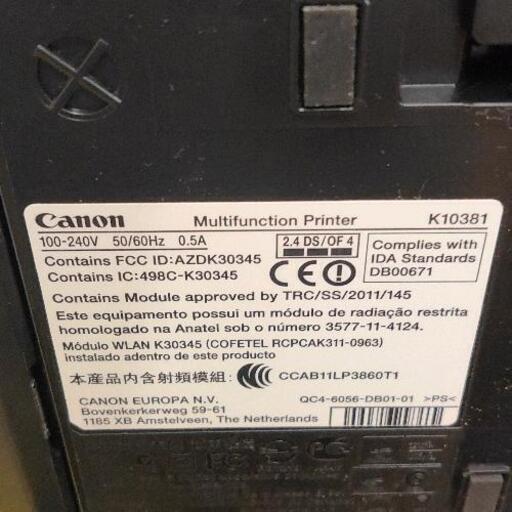 Canon Multifunction Printer K10381
100-240V 50/60Hz 0.5A
Contains FCC ID:AZDK30345
Contains IC:498C-K30345
2.4 DS/OF 4
CE
Complies with
IDA Standards
DB00671
Contains Module approved by TRC/SS/2011/145
Este equipamento possui um módulo de radiação restrita
homologado na Anatel sob o número 3577-11-4124.
Módulo WLAN K30345 (COFETEL RCPCAK311-0963)
instalado adentro de este producto
本産品内含射頻模組: CCAB11LP3860T1
CANON EUROPA N.V.
Bovenkerkerweg 59-61
1185 XB Amstelveen, The Netherlands
QC4-6056-DB01-01 >PS<